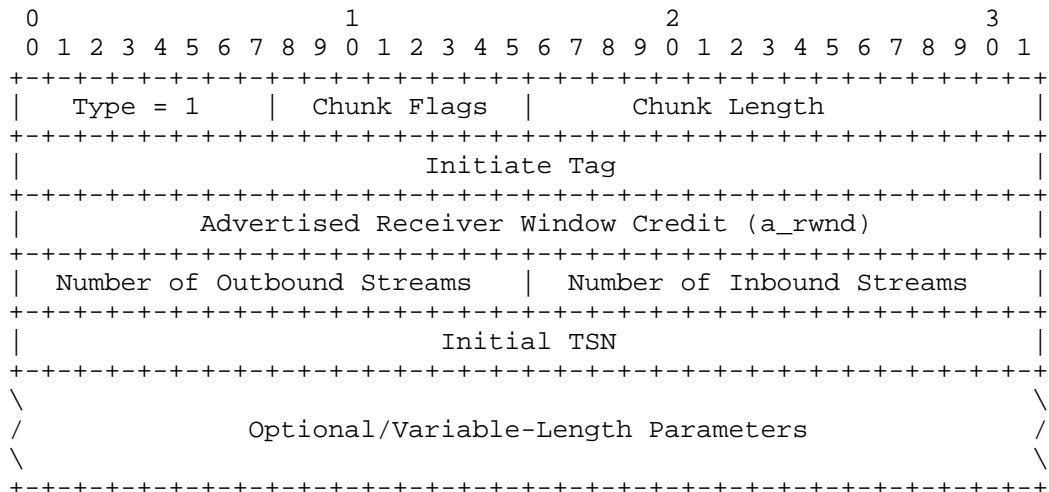 0                   1                   2                   3
 0 1 2 3 4 5 6 7 8 9 0 1 2 3 4 5 6 7 8 9 0 1 2 3 4 5 6 7 8 9 0 1
+-+-+-+-+-+-+-+-+-+-+-+-+-+-+-+-+-+-+-+-+-+-+-+-+-+-+-+-+-+-+-+-+
|   Type = 1    |  Chunk Flags  |      Chunk Length             |
+-+-+-+-+-+-+-+-+-+-+-+-+-+-+-+-+-+-+-+-+-+-+-+-+-+-+-+-+-+-+-+-+
|                         Initiate Tag                          |
+-+-+-+-+-+-+-+-+-+-+-+-+-+-+-+-+-+-+-+-+-+-+-+-+-+-+-+-+-+-+-+-+
|           Advertised Receiver Window Credit (a_rwnd)          |
+-+-+-+-+-+-+-+-+-+-+-+-+-+-+-+-+-+-+-+-+-+-+-+-+-+-+-+-+-+-+-+-+
|  Number of Outbound Streams   |  Number of Inbound Streams    |
+-+-+-+-+-+-+-+-+-+-+-+-+-+-+-+-+-+-+-+-+-+-+-+-+-+-+-+-+-+-+-+-+
|                          Initial TSN                          |
+-+-+-+-+-+-+-+-+-+-+-+-+-+-+-+-+-+-+-+-+-+-+-+-+-+-+-+-+-+-+-+-+
\                                                               \
/              Optional/Variable-Length Parameters              /
\                                                               \
+-+-+-+-+-+-+-+-+-+-+-+-+-+-+-+-+-+-+-+-+-+-+-+-+-+-+-+-+-+-+-+-+